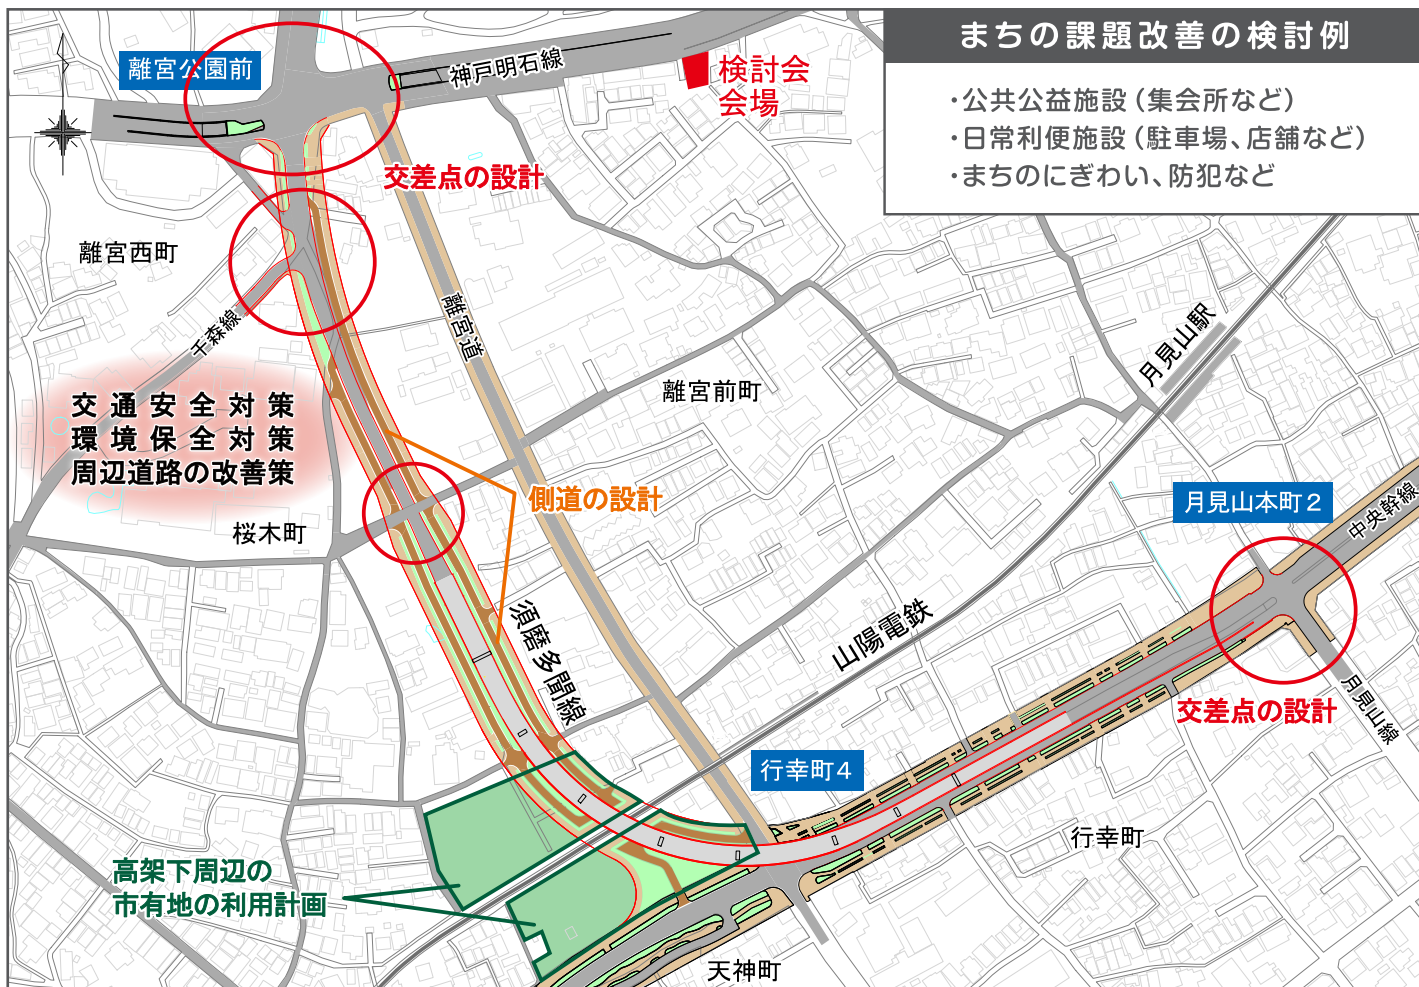 まちの課題改善の検討例
・公共公益施設（集会所など）
・日常利便施設（駐車場、店舗など）
・まちのにぎわい、防犯など
離宮公園前
神戸明石線
検討会
会場
交差点の設計
離宮西町
千森線
離宮道
月見山駅
離宮前町
交通安全対策
環境保全対策
周辺道路の改善策
側道の設計
月見山本町2
中央幹線
桜木町
須磨多聞線
山陽電鉄
月見山線
交差点の設計
行幸町4
行幸町
高架下周辺の
市有地の利用計画
天神町